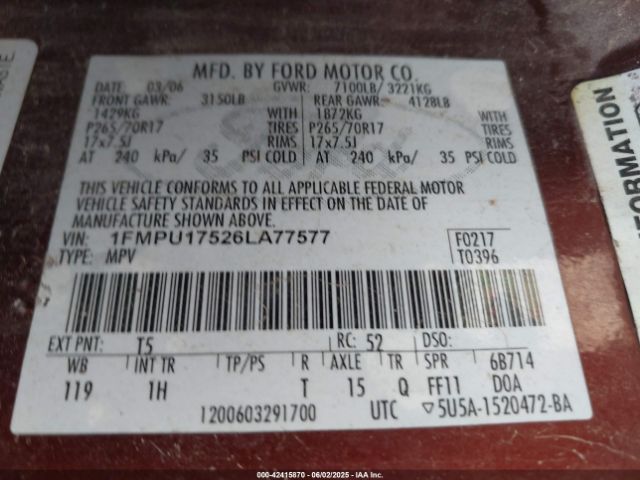 MFD. BY FORD MOTOR CO.
DATE 03/06 GVWR: 7100LB/ 3221KG
FRONT GAWR: 3150LB REAR GAWR: 4128LB
1429KG WITH 1872KG WITH
P265/70R17 TIRES P265/70R17 TIRES
17x7.5J RIMS 17x7.5J RIMS
AT 240 kPa/ 35 PSI COLD AT 240 kPa/ 35 PSI COLD
THIS VEHICLE CONFORMS TO ALL APPLICABLE FEDERAL MOTOR
VEHICLE SAFETY STANDARDS IN EFFECT ON THE DATE OF
MANUFACTURE SHOWN ABOVE.
VIN: 1FMPU17526LA77577 F0217
TYPE: MPV T0396
EXT PNT: T5 RC: 52 DSO:
WB INT TR TP/PS R AXLE TR SPR 6B714
119 1H T 15 Q FF11 DOA
1200603291700 UTC ▽5U5A-1520472-BA
NFORMATION
IAA: 0000-42415870 | 06/02/2025 | IAA Inc.